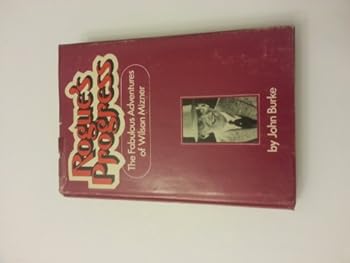 Rogue's
Progress
The Fabulous Adventures
of Wilson Mizner
by John Burke